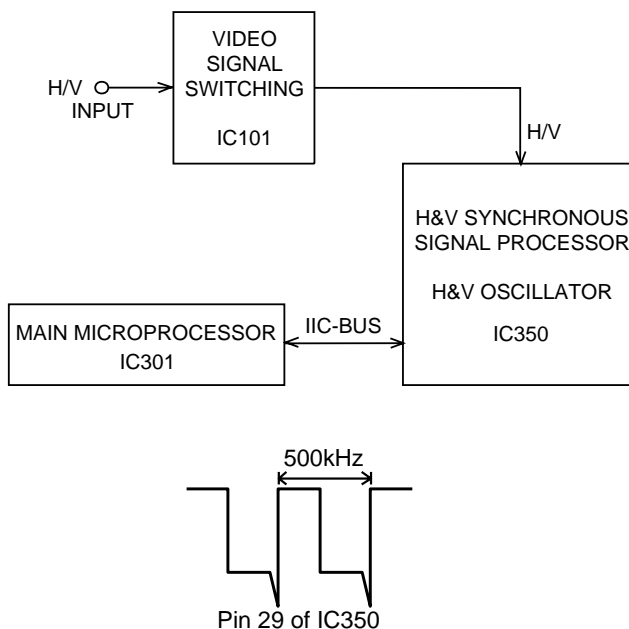 VIDEO
SIGNAL
SWITCHING
IC101
H/V
INPUT
H/V
H&V SYNCHRONOUS
SIGNAL PROCESSOR
H&V OSCILLATOR
IC350
MAIN MICROPROCESSOR
IC301
IIC-BUS
500kHz
Pin 29 of IC350